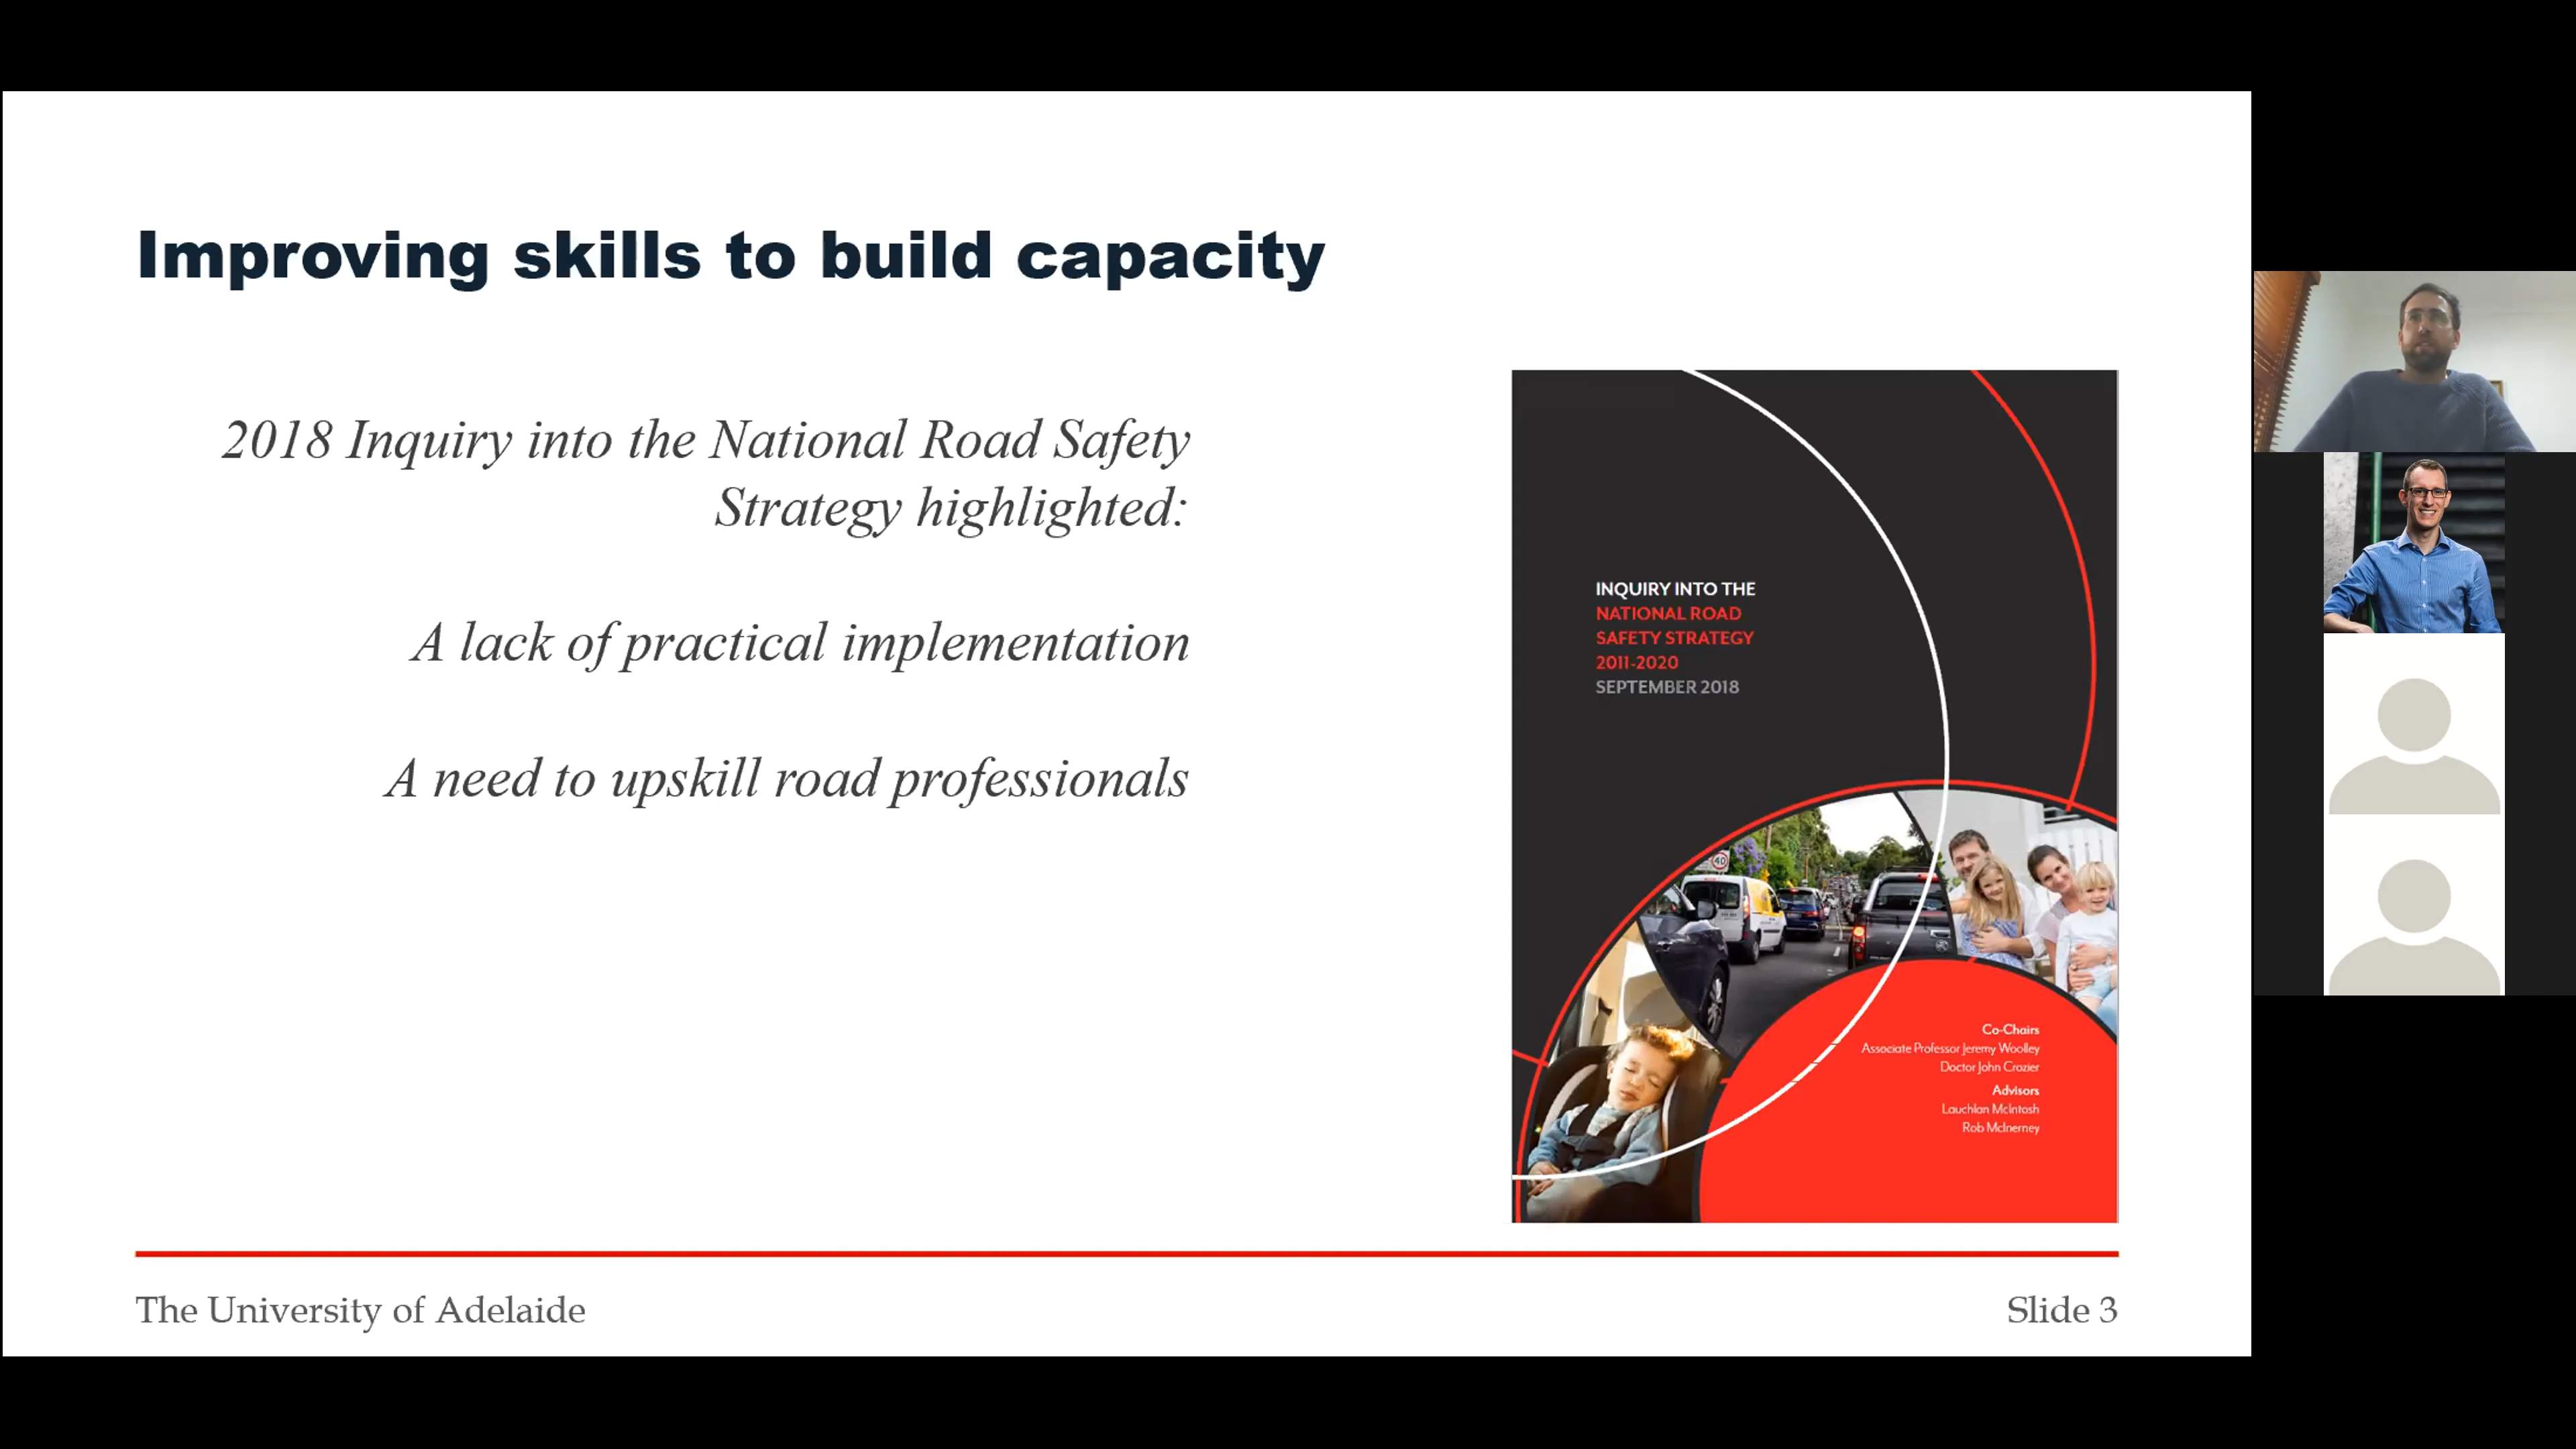 Improving skills to build capacity
2018 Inquiry into the National Road Safety
Strategy highlighted:
A lack of practical implementation
A need to upskill road professionals
INQUIRY INTO THE
NATIONAL ROAD
SAFETY STRATEGY
2011-2020
SEPTEMBER 2018
40
Co-Chairs
Associate Professor Jeremy Woolley
Doctor John Crozier
Advisors
Lauchlan McIntosh
Rob McInerney
The University of Adelaide
Slide 3